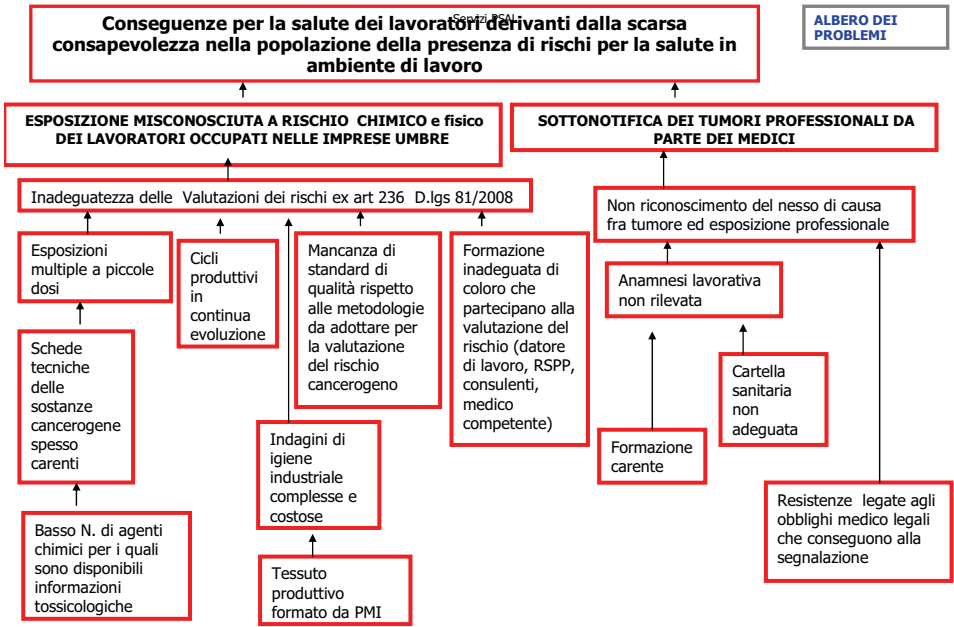 Servizi PSAL
Conseguenze per la salute dei lavoratori derivanti dalla scarsa
consapevolezza nella popolazione della presenza di rischi per la salute in
ambiente di lavoro
ALBERO DEI
PROBLEMI
ESPOSIZIONE MISCONOSCIUTA A RISCHIO CHIMICO e fisico
DEI LAVORATORI OCCUPATI NELLE IMPRESE UMBRE
SOTTONOTIFICA DEI TUMORI PROFESSIONALI DA
PARTE DEI MEDICI
Inadeguatezza delle Valutazioni dei rischi ex art 236 D.lgs 81/2008
Non riconoscimento del nesso di causa
fra tumore ed esposizione professionale
Esposizioni
multiple a piccole
dosi
Cicli
produttivi
in
continua
evoluzione
Mancanza di
standard di
qualità rispetto
alle metodologie
da adottare per
la valutazione
del rischio
cancerogeno
Formazione
inadeguata di
coloro che
partecipano alla
valutazione del
rischio (datore
di lavoro, RSPP,
consulenti,
medico
competente)
Anamnesi lavorativa
non rilevata
Schede
tecniche
delle
sostanze
cancerogene
spesso
carenti
Indagini di
igiene
industriale
complesse e
costose
Cartella
sanitaria
non
adeguata
Formazione
carente
Resistenze legate agli
obblighi medico legali
che conseguono alla
segnalazione
Basso N. di agenti
chimici per i quali
sono disponibili
informazioni
tossicologiche
Tessuto
produttivo
formato da PMI